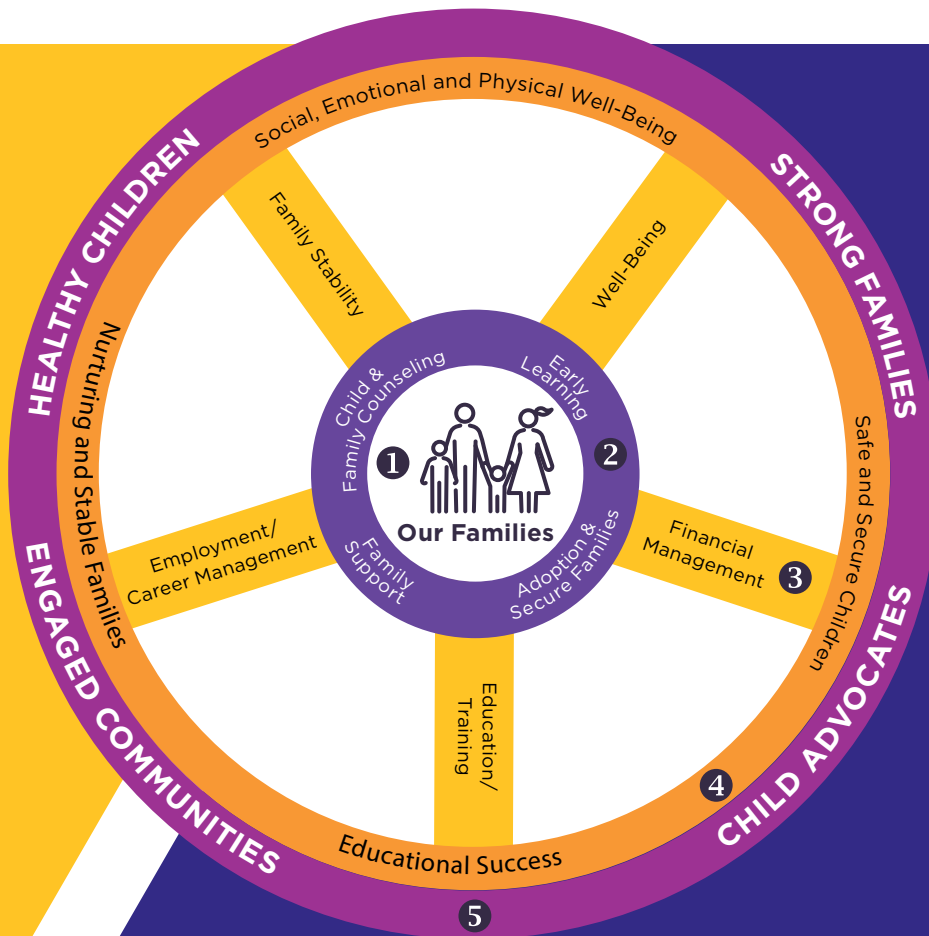 Social, Emotional and Physical Well-Being
HEALTHY CHILDREN
STRONG FAMILIES
Family Stability
Well-Being
Nurturing and Stable Families
Safe and Secure Children
Child &
Family Counseling
Early
Learning
1
2
Our Families
Employment/
Career Management
Financial
Management
3
Family
Support
Adoption &
Secure Families
Education/
Training
4
ENGAGED COMMUNITIES
CHILD ADVOCATES
Educational Success
5